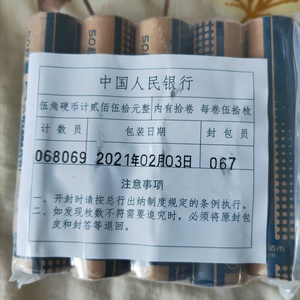 中国人民银行
伍角硬币计贰佰伍拾元整 内有拾卷 每卷伍拾枚
计数员 包装日期 封包员
068069 2021年02月03日 067
注意事项
1、开封时请按总行出纳制度规定的条例执行。
2、如发现枚数不符需要追究时，必须将原封包
皮和封签等退回。